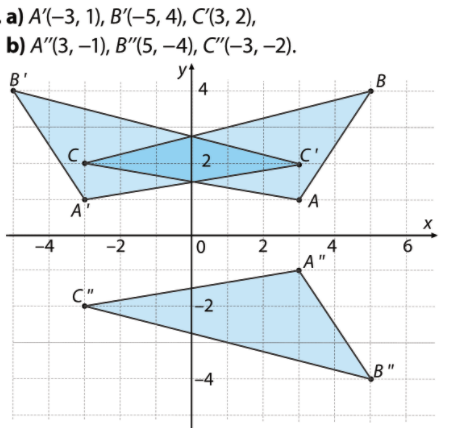 a) A′(−3, 1), B′(−5, 4), C′(3, 2),
b) A″(3, −1), B″(5, −4), C″(−3, −2).
y
B'
4
B
C
2
C'
A'
A
x
−4
−2
0
2
4
6
A"
C"
−2
−4
B"